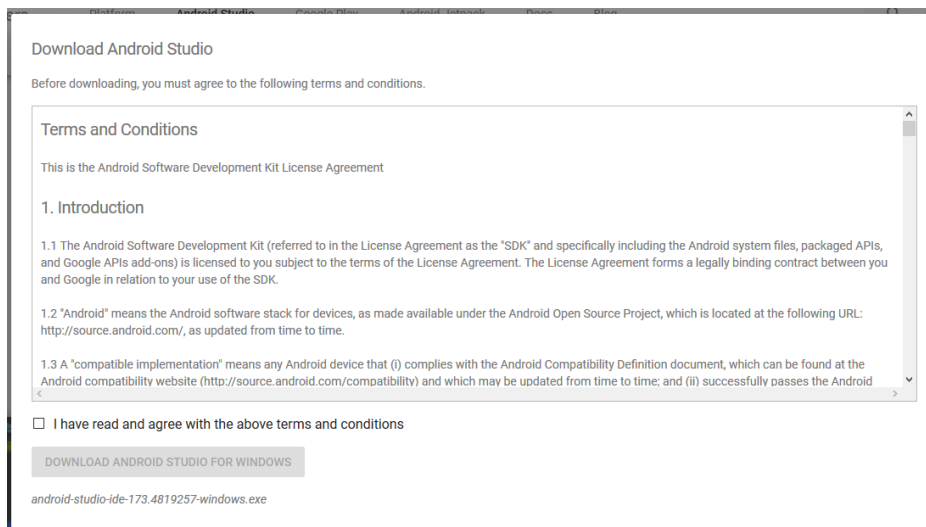 Platform Android Studio Google Play Android Jetpack Docs Blog
Download Android Studio
Before downloading, you must agree to the following terms and conditions.
Terms and Conditions
This is the Android Software Development Kit License Agreement
1. Introduction
1.1 The Android Software Development Kit (referred to in the License Agreement as the "SDK" and specifically including the Android system files, packaged APIs,
and Google APIs add-ons) is licensed to you subject to the terms of the License Agreement. The License Agreement forms a legally binding contract between you
and Google in relation to your use of the SDK.
1.2 "Android" means the Android software stack for devices, as made available under the Android Open Source Project, which is located at the following URL:
http://source.android.com/, as updated from time to time.
1.3 A "compatible implementation" means any Android device that (i) complies with the Android Compatibility Definition document, which can be found at the
Android compatibility website (http://source.android.com/compatibility) and which may be updated from time to time; and (ii) successfully passes the Android
I have read and agree with the above terms and conditions
DOWNLOAD ANDROID STUDIO FOR WINDOWS
android-studio-ide-173.4819257-windows.exe